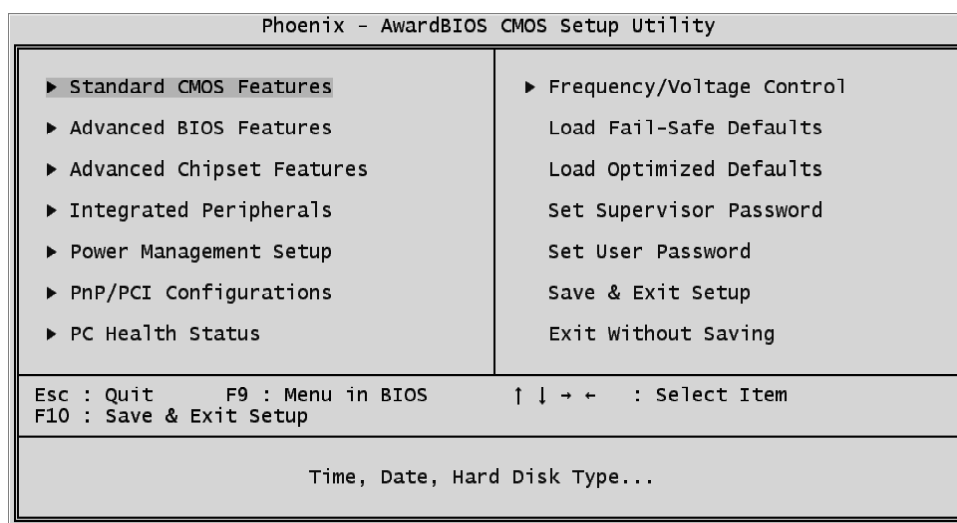 Phoenix - AwardBIOS CMOS Setup Utility
▶ Standard CMOS Features
▶ Advanced BIOS Features
▶ Advanced Chipset Features
▶ Integrated Peripherals
▶ Power Management Setup
▶ PnP/PCI Configurations
▶ PC Health Status
▶ Frequency/Voltage Control
Load Fail-Safe Defaults
Load Optimized Defaults
Set Supervisor Password
Set User Password
Save & Exit Setup
Exit Without Saving
Esc : Quit F9 : Menu in BIOS ↑ ↓ → ← : Select Item
F10 : Save & Exit Setup
Time, Date, Hard Disk Type...